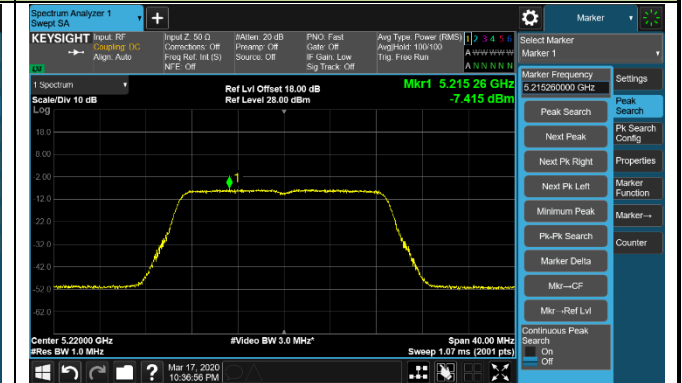 Spectrum Analyzer 1
Swept SA
+
Marker
KEYSIGHT
Input: RF
Coupling: DC
Align: Auto
Input Z: 50 Ω
Corrections: Off
Freq Ref: Int (S)
NFE: Off
#Atten: 20 dB
Preamp: Off
Source: Off
PNO: Fast
Gate: Off
IF Gain: Low
Sig Track: Off
Avg Type: Power (RMS)
Avg|Hold: 100/100
Trig: Free Run
1 2 3 4 5 6
A W W W W W
A N N N N N
Select Marker
Marker 1
LXI
1 Spectrum
Scale/Div 10 dB
Log
Ref Lvl Offset 18.00 dB
Ref Level 28.00 dBm
Mkr1 5.215 26 GHz
-7.415 dBm
18.0
8.00
-2.00
-12.0
-22.0
-32.0
-42.0
-52.0
-62.0
1
Center 5.22000 GHz
#Res BW 1.0 MHz
#Video BW 3.0 MHz*
Span 40.00 MHz
Sweep 1.07 ms (2001 pts)
Marker Frequency
5.215260000 GHz
Peak Search
Next Peak
Next Pk Right
Next Pk Left
Minimum Peak
Pk-Pk Search
Marker Delta
Mkr→CF
Mkr→Ref Lvl
Continuous Peak
Search
On
Off
Settings
Peak
Search
Pk Search
Config
Properties
Marker
Function
Marker→
Counter
?
Mar 17, 2020
10:36:56 PM